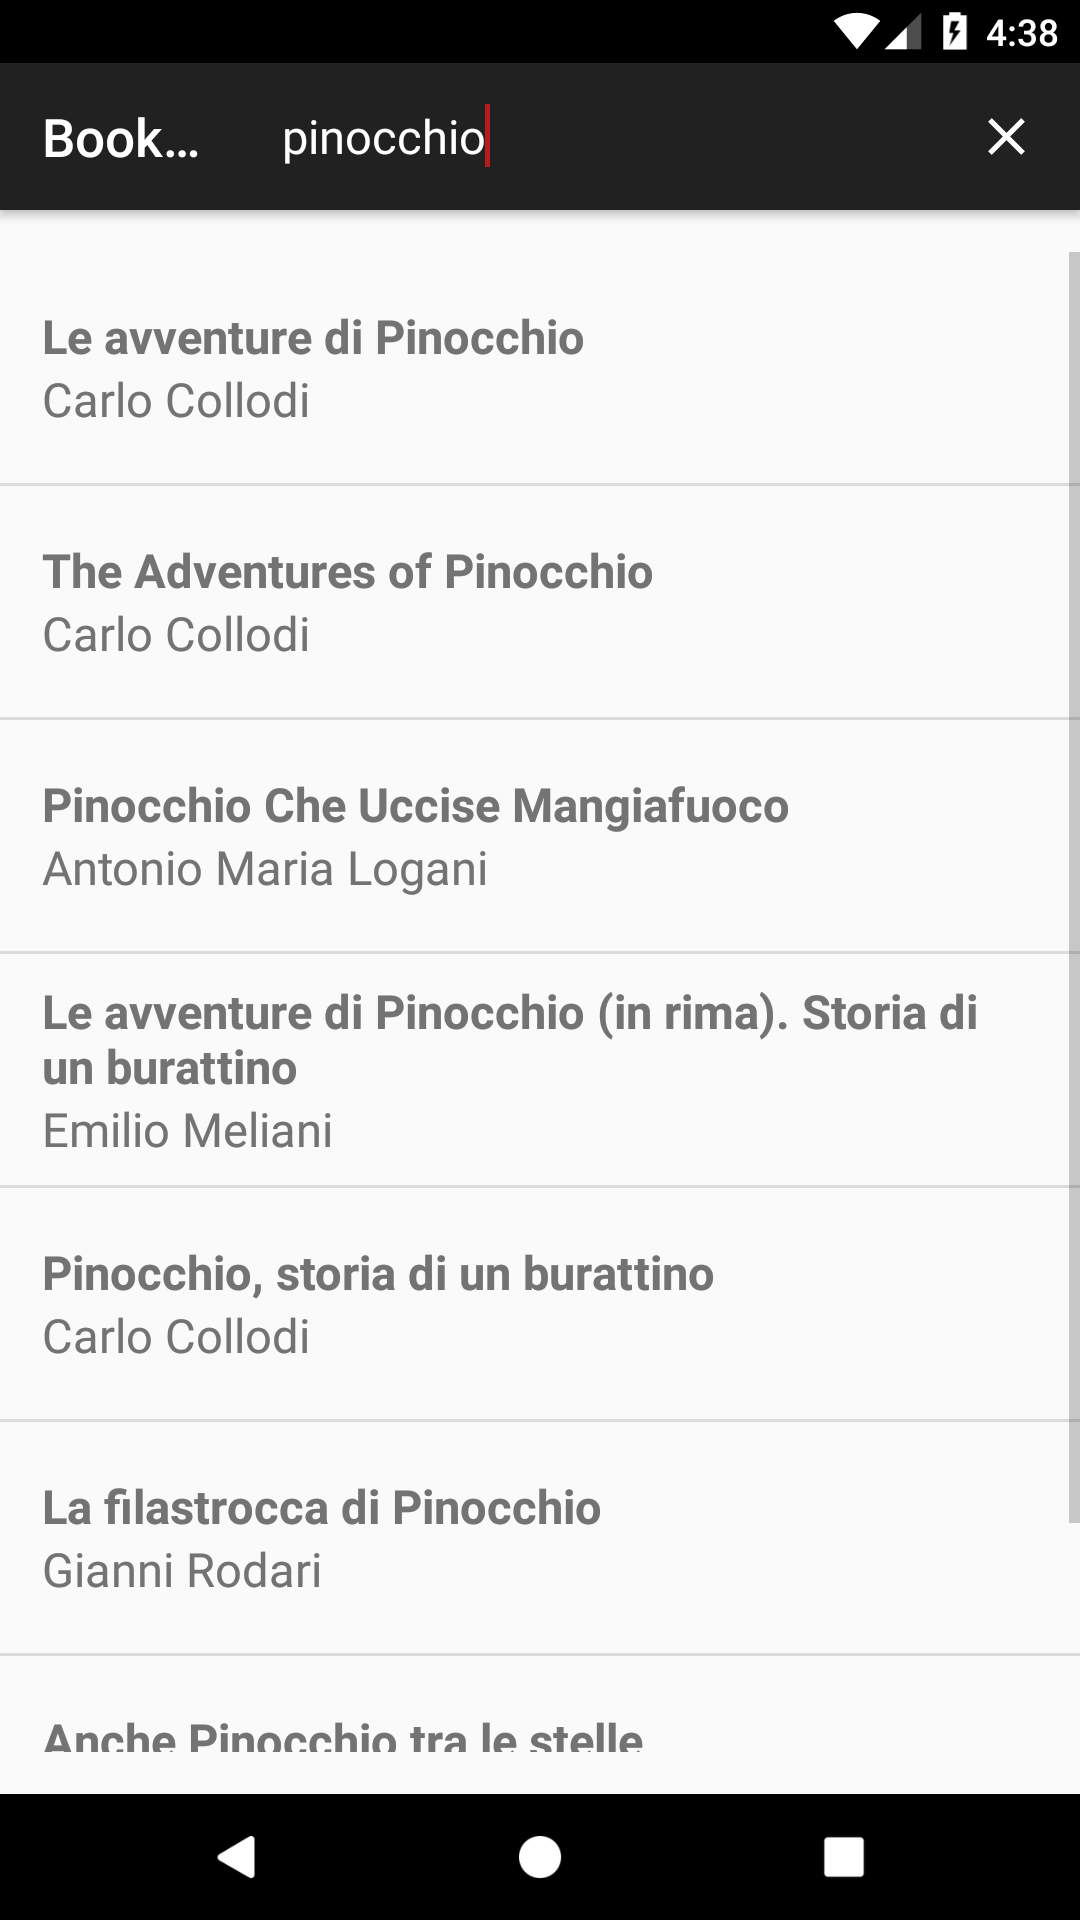 4:38
Book... pinocchio
Le avventure di Pinocchio
Carlo Collodi
The Adventures of Pinocchio
Carlo Collodi
Pinocchio Che Uccise Mangiafuoco
Antonio Maria Logani
Le avventure di Pinocchio (in rima). Storia di
un burattino
Emilio Meliani
Pinocchio, storia di un burattino
Carlo Collodi
La filastrocca di Pinocchio
Gianni Rodari
Anche Pinocchio tra le stelle